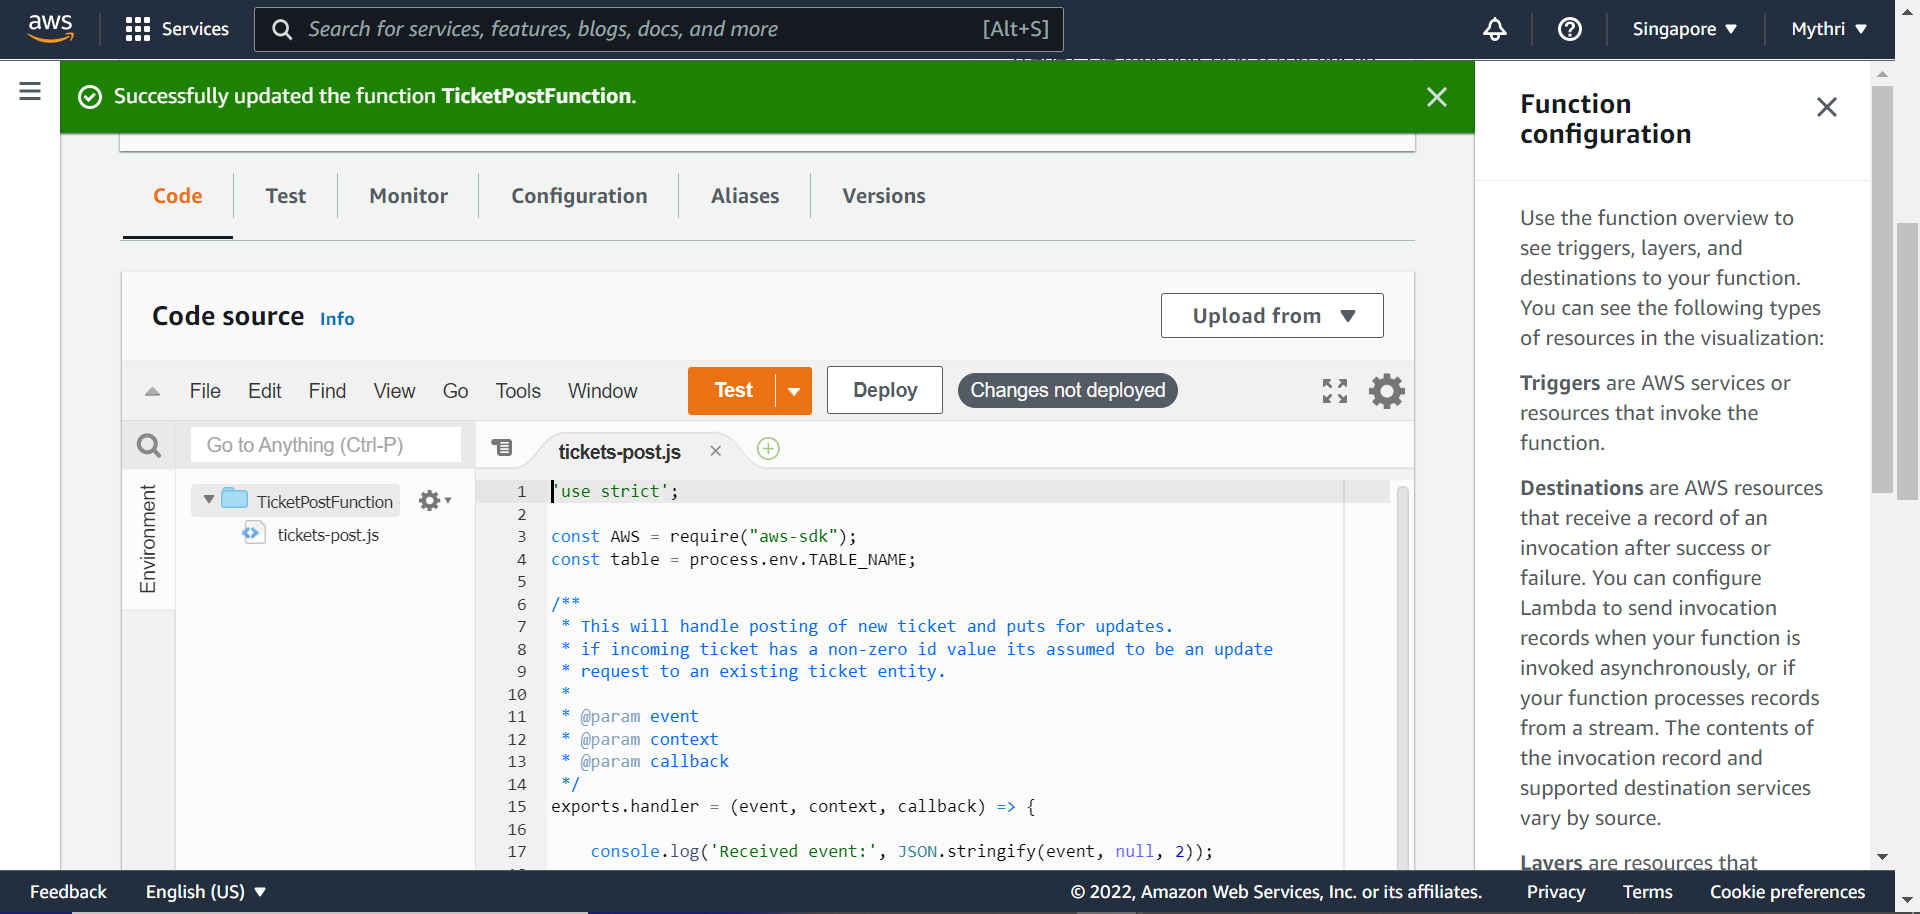 aws
Services
Search for services, features, blogs, docs, and more
[Alt+S]
Singapore
Mythri
Successfully updated the function TicketPostFunction.
Code
Test
Monitor
Configuration
Aliases
Versions
Code source Info
Upload from
File Edit Find View Go Tools Window
Test
Deploy
Changes not deployed
Go to Anything (Ctrl-P)
tickets-post.js
Environment
TicketPostFunction
tickets-post.js
1 'use strict';
2
3 const AWS = require("aws-sdk");
4 const table = process.env.TABLE_NAME;
5
6 /**
7 * This will handle posting of new ticket and puts for updates.
8 * if incoming ticket has a non-zero id value its assumed to be an update
9 * request to an existing ticket entity.
10 *
11 * @param event
12 * @param context
13 * @param callback
14 */
15 exports.handler = (event, context, callback) => {
16
17 console.log('Received event:', JSON.stringify(event, null, 2));
Function
configuration
Use the function overview to
see triggers, layers, and
destinations to your function.
You can see the following types
of resources in the visualization:
Triggers are AWS services or
resources that invoke the
function.
Destinations are AWS resources
that receive a record of an
invocation after success or
failure. You can configure
Lambda to send invocation
records when your function is
invoked asynchronously, or if
your function processes records
from a stream. The contents of
the invocation record and
supported destination services
vary by source.
Layers are resources that
Feedback
English (US)
© 2022, Amazon Web Services, Inc. or its affiliates.
Privacy
Terms
Cookie preferences